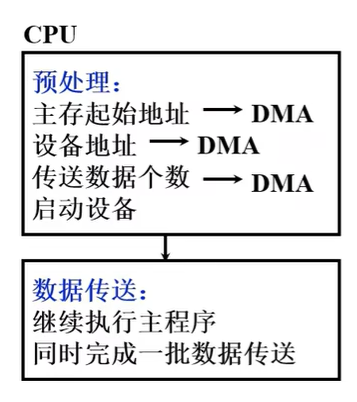 CPU
预处理：
主存起始地址 → DMA
设备地址 → DMA
传送数据个数 → DMA
启动设备
数据传送：
继续执行主程序
同时完成一批数据传送